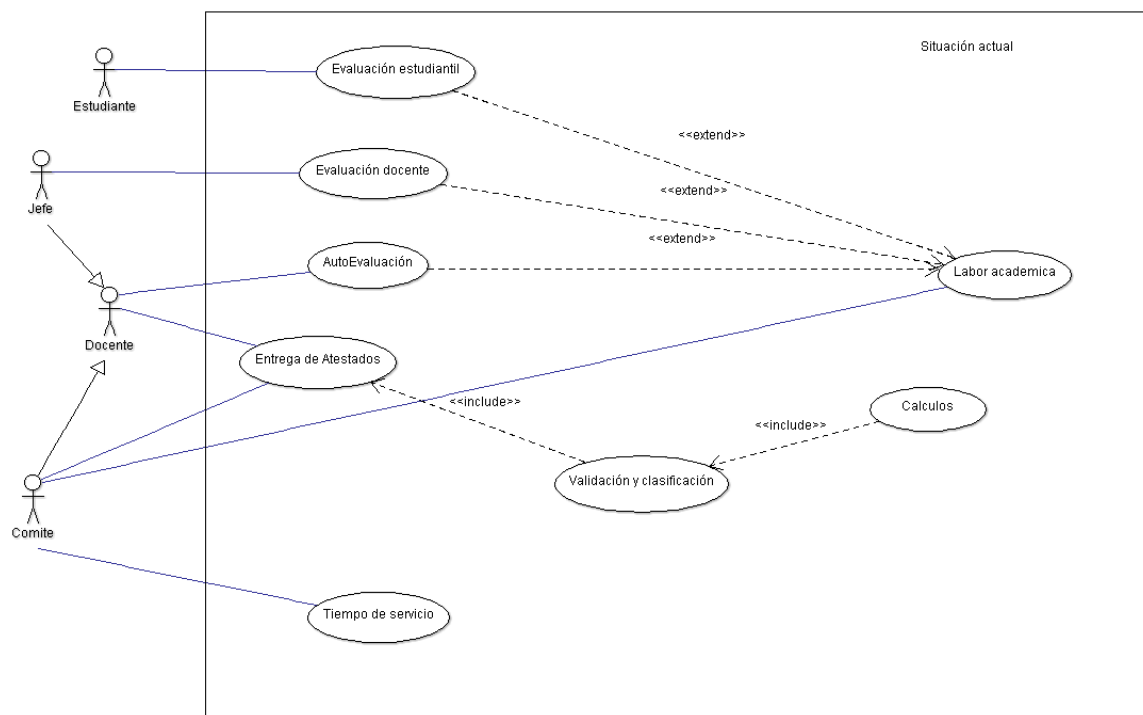 Situación actual
Evaluación estudiantil
Estudiante
<<extend>>
Evaluación docente
<<extend>>
Jefe
<<extend>>
AutoEvaluación
Labor academica
Docente
Entrega de Atestados
<<include>>
Calculos
<<include>>
Validación y clasificación
Comite
Tiempo de servicio